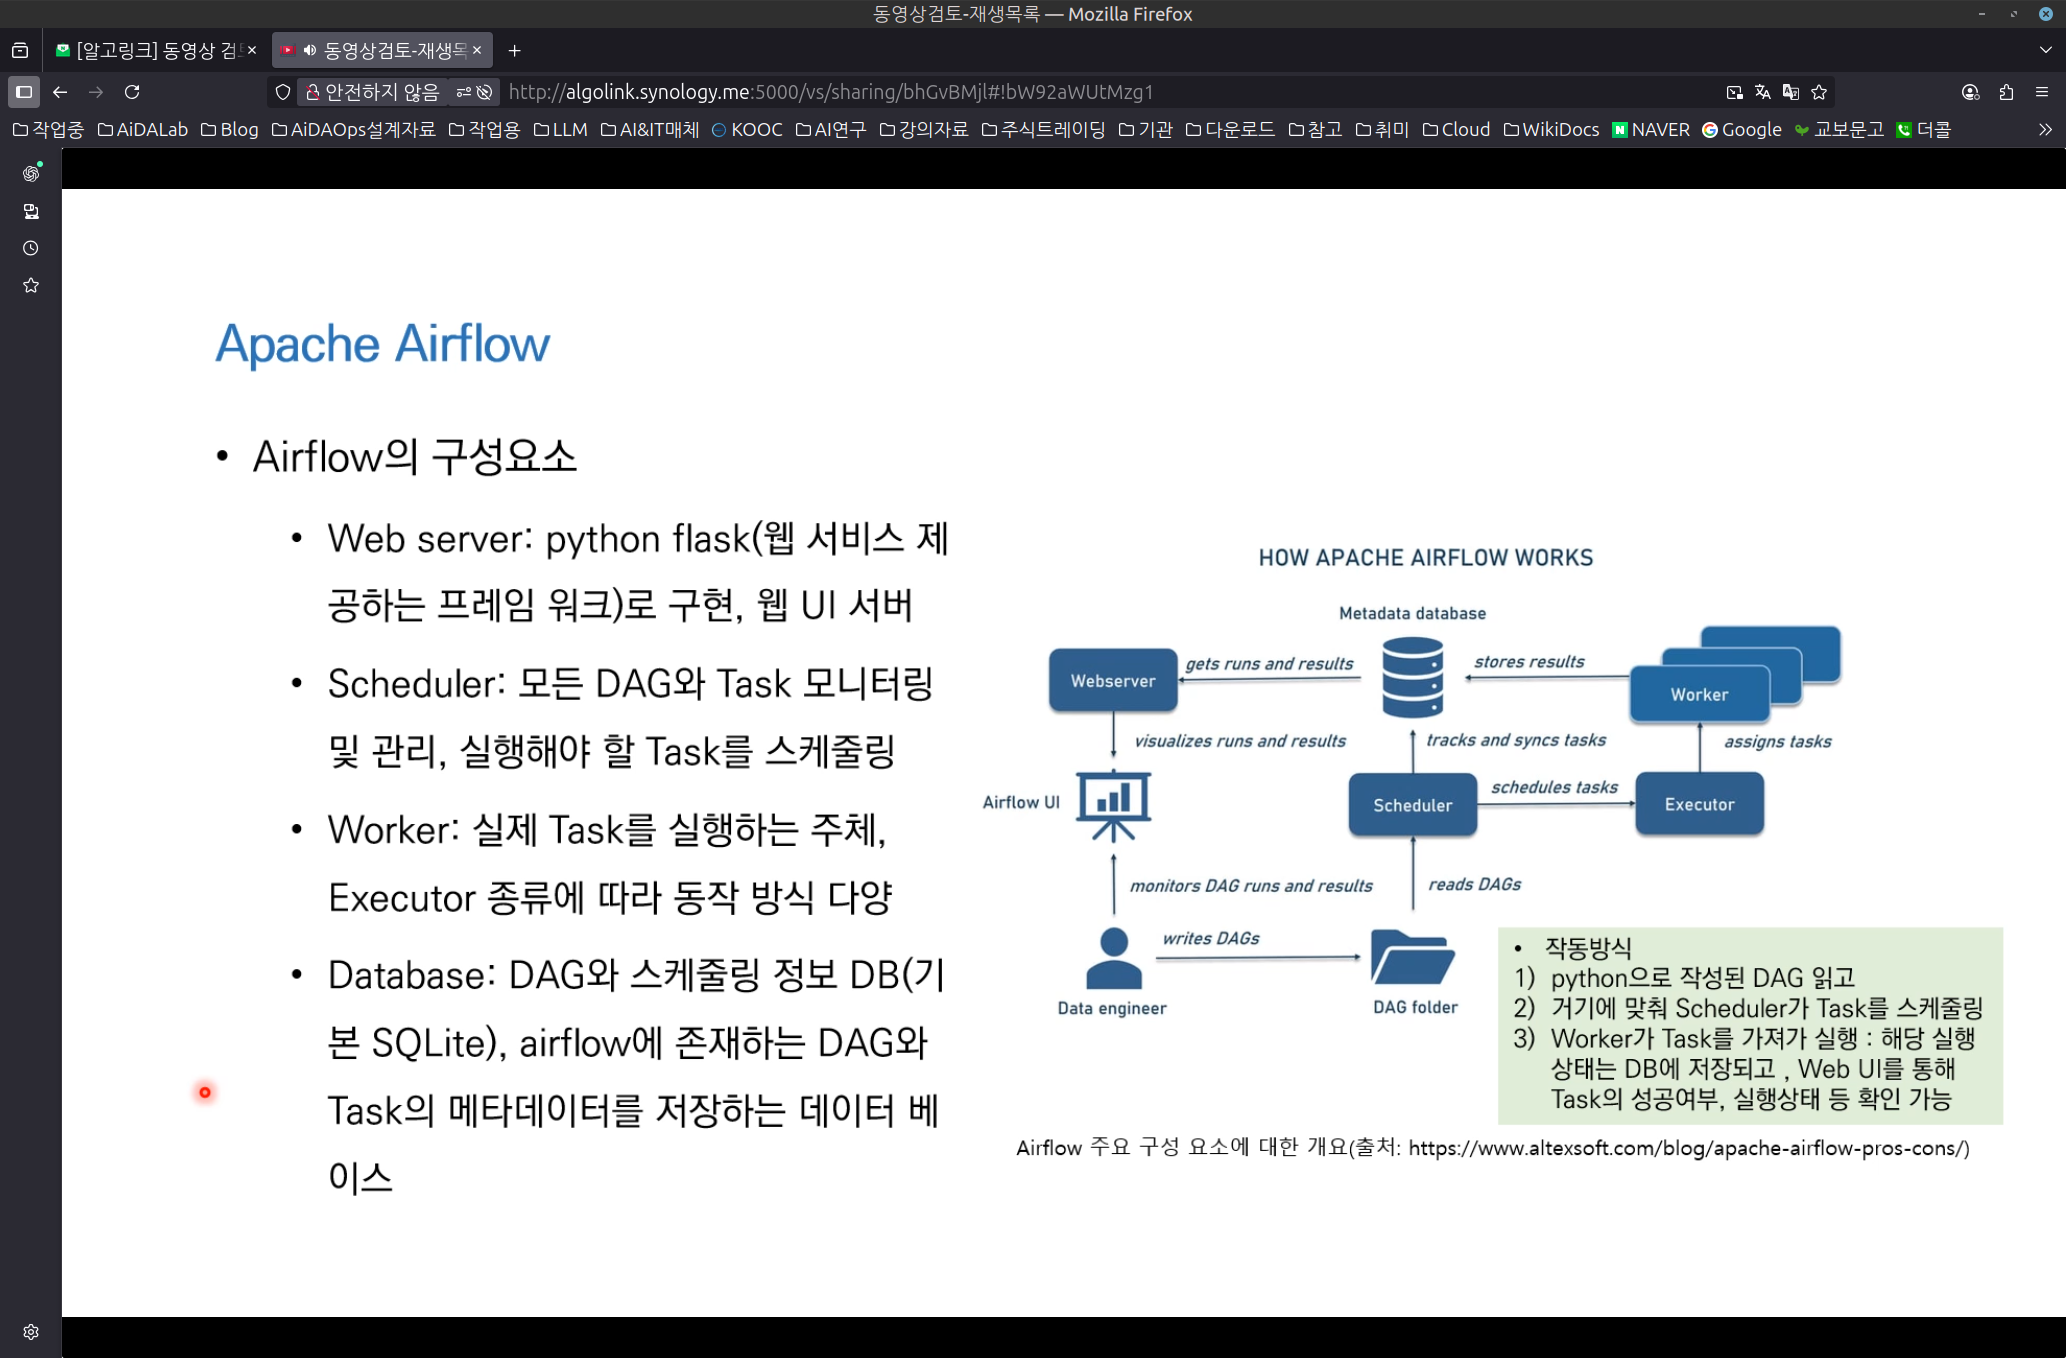 동영상검토-재생목록 — Mozilla Firefox
[알고링크] 동영상 검
동영상검토-재생목
안전하지 않음
http://algolink.synology.me:5000/vs/sharing/bhGvBMjl#!bW92aWUtMzg1
작업중 AiDALab Blog AiDAOps설계자료 작업용 LLM AI&IT매체 KOOC AI연구 강의자료 주식트레이딩 기관 다운로드 참고 취미 Cloud WikiDocs NAVER Google 교보문고 더콜
Apache Airflow
• Airflow의 구성요소
• Web server: python flask(웹 서비스 제
공하는 프레임 워크)로 구현, 웹 UI 서버
• Scheduler: 모든 DAG와 Task 모니터링
및 관리, 실행해야 할 Task를 스케줄링
• Worker: 실제 Task를 실행하는 주체,
Executor 종류에 따라 동작 방식 다양
• Database: DAG와 스케줄링 정보 DB(기
본 SQLite), airflow에 존재하는 DAG와
Task의 메타데이터를 저장하는 데이터 베
이스
HOW APACHE AIRFLOW WORKS
Metadata database
Webserver
gets runs and results
stores results
Worker
visualizes runs and results
tracks and syncs tasks
assigns tasks
Airflow UI
Scheduler
schedules tasks
Executor
monitors DAG runs and results
reads DAGs
writes DAGs
Data engineer
DAG folder
• 작동방식
1) python으로 작성된 DAG 읽고
2) 거기에 맞춰 Scheduler가 Task를 스케줄링
3) Worker가 Task를 가져가 실행 : 해당 실행
상태는 DB에 저장되고 , Web UI를 통해
Task의 성공여부, 실행상태 등 확인 가능
Airflow 주요 구성 요소에 대한 개요(출처: https://www.altexsoft.com/blog/apache-airflow-pros-cons/)